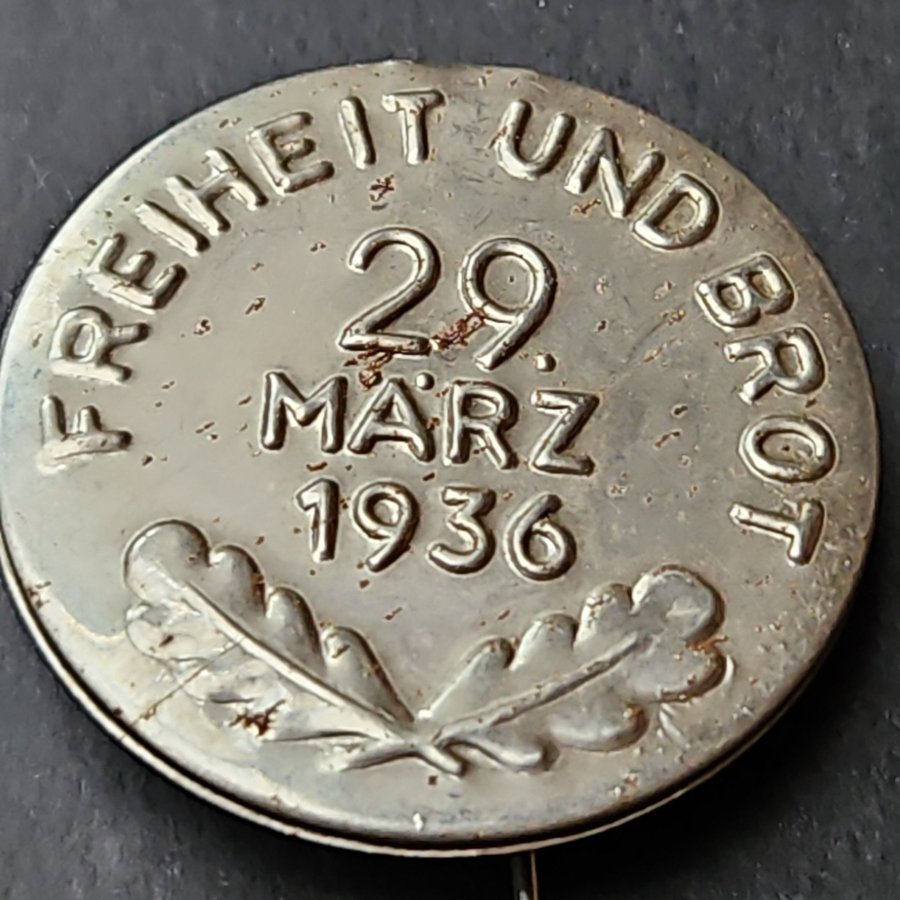 FREIHEIT UND BROT
29.
MÄRZ
1936